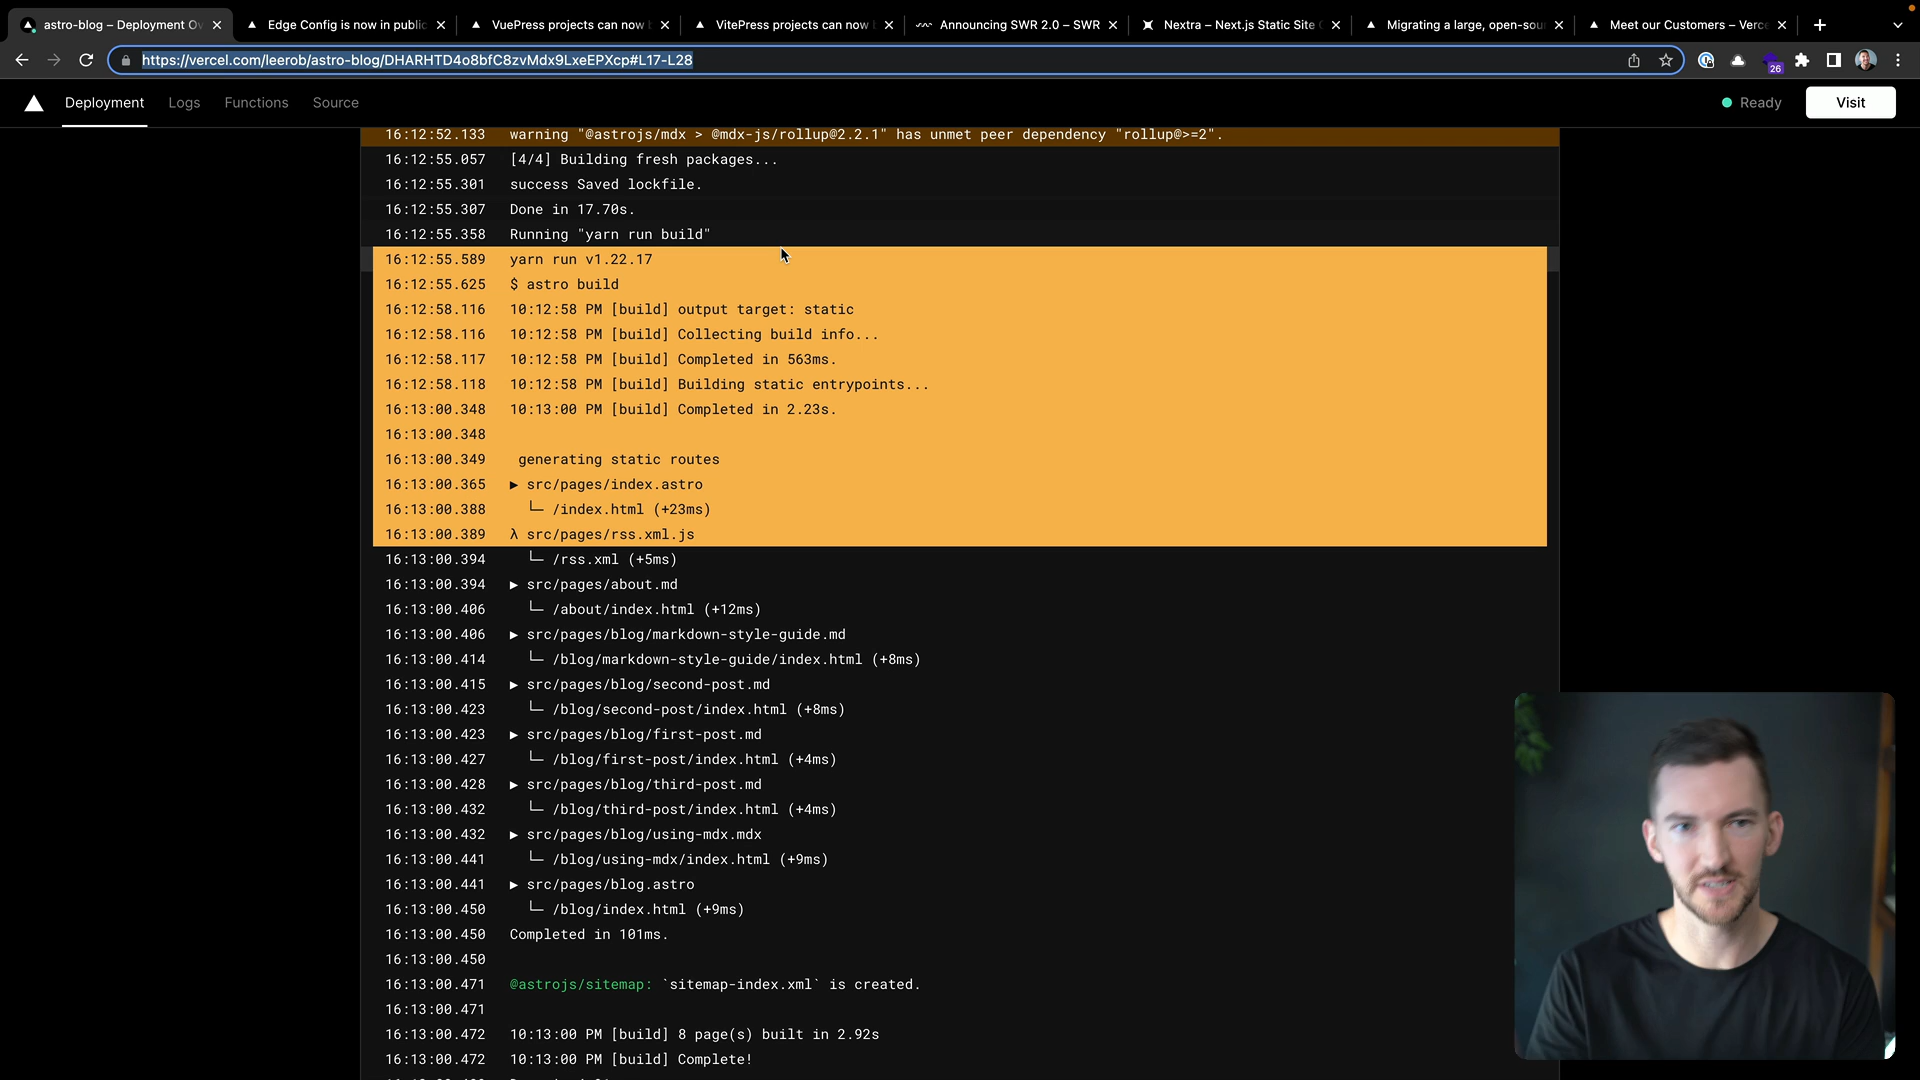 astro-blog – Deployment Ov
Edge Config is now in public
VuePress projects can now b
VitePress projects can now b
Announcing SWR 2.0 – SWR
Nextra – Next.js Static Site G
Migrating a large, open-sour
Meet our Customers – Verce
https://vercel.com/leerob/astro-blog/DHARHTD4o8bfC8zvMdx9LxeEPXcp#L17-L28
26
Deployment
Logs
Functions
Source
Ready
Visit
16:12:52.133 warning "@astrojs/mdx > @mdx-js/rollup@2.2.1" has unmet peer dependency "rollup@>=2".
16:12:55.057 [4/4] Building fresh packages...
16:12:55.301 success Saved lockfile.
16:12:55.307 Done in 17.70s.
16:12:55.358 Running "yarn run build"
16:12:55.589 yarn run v1.22.17
16:12:55.625 $ astro build
16:12:58.116 10:12:58 PM [build] output target: static
16:12:58.116 10:12:58 PM [build] Collecting build info...
16:12:58.117 10:12:58 PM [build] Completed in 563ms.
16:12:58.118 10:12:58 PM [build] Building static entrypoints...
16:13:00.348 10:13:00 PM [build] Completed in 2.23s.
16:13:00.348
16:13:00.349 generating static routes
16:13:00.365 ▶ src/pages/index.astro
16:13:00.388 └─ /index.html (+23ms)
16:13:00.389 λ src/pages/rss.xml.js
16:13:00.394 └─ /rss.xml (+5ms)
16:13:00.394 ▶ src/pages/about.md
16:13:00.406 └─ /about/index.html (+12ms)
16:13:00.406 ▶ src/pages/blog/markdown-style-guide.md
16:13:00.414 └─ /blog/markdown-style-guide/index.html (+8ms)
16:13:00.415 ▶ src/pages/blog/second-post.md
16:13:00.423 └─ /blog/second-post/index.html (+8ms)
16:13:00.423 ▶ src/pages/blog/first-post.md
16:13:00.427 └─ /blog/first-post/index.html (+4ms)
16:13:00.428 ▶ src/pages/blog/third-post.md
16:13:00.432 └─ /blog/third-post/index.html (+4ms)
16:13:00.432 ▶ src/pages/blog/using-mdx.mdx
16:13:00.441 └─ /blog/using-mdx/index.html (+9ms)
16:13:00.441 ▶ src/pages/blog.astro
16:13:00.450 └─ /blog/index.html (+9ms)
16:13:00.450 Completed in 101ms.
16:13:00.450
16:13:00.471 @astrojs/sitemap: `sitemap-index.xml` is created.
16:13:00.471
16:13:00.472 10:13:00 PM [build] 8 page(s) built in 2.92s
16:13:00.472 10:13:00 PM [build] Complete!